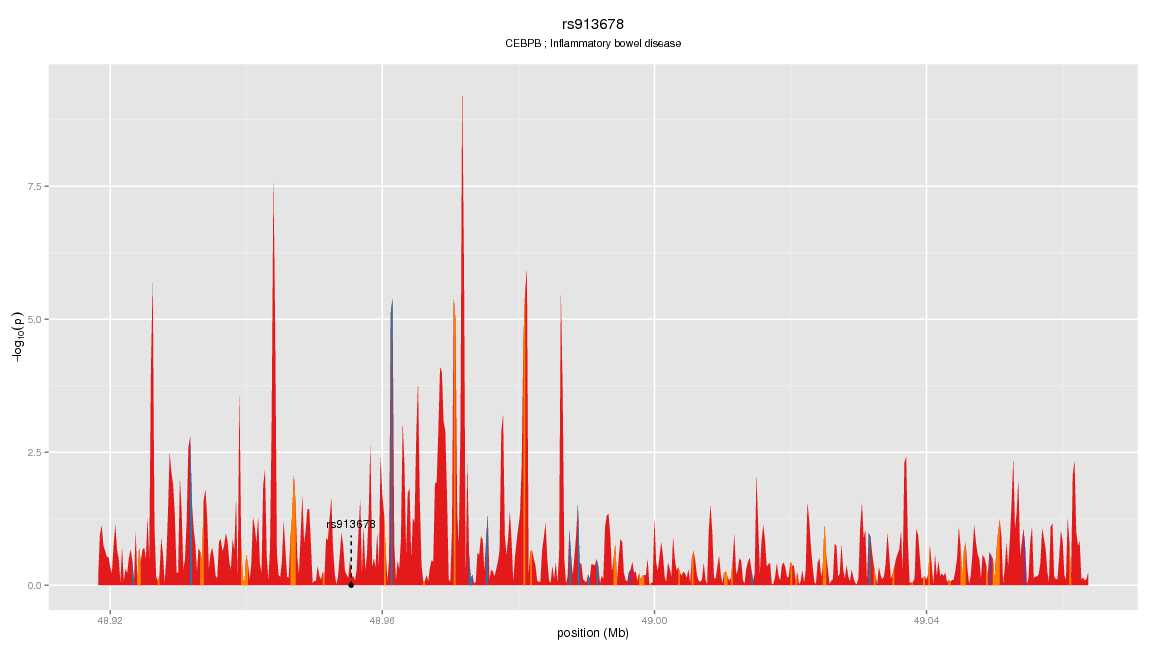 rs913678
CEBPB ; Inflammatory bowel disease
7.5
5.0
2.5
0.0
−log10(p)
rs913678
48.92
48.96
49.00
49.04
position (Mb)